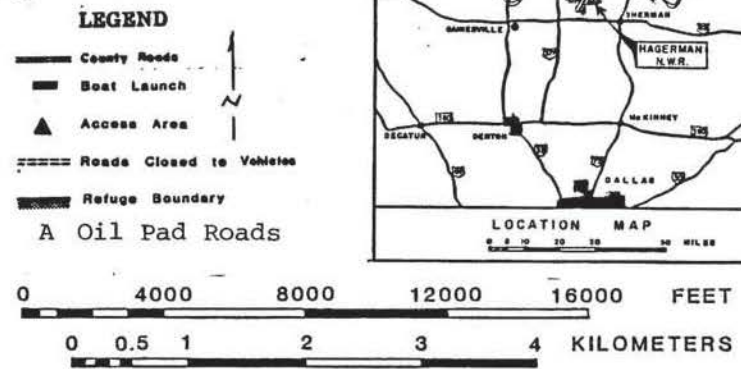 LEGEND
County Roads
Boat Launch
Access Area
Roads Closed to Vehicles
Refuge Boundary
A Oil Pad Roads
N
GAINESVILLE
SHERMAN
HAGERMAN
N.W.R.
DECATUR
DENTON
McKINNEY
DALLAS
LOCATION MAP
MILES
0 4000 8000 12000 16000 FEET
0 0.5 1 2 3 4 KILOMETERS